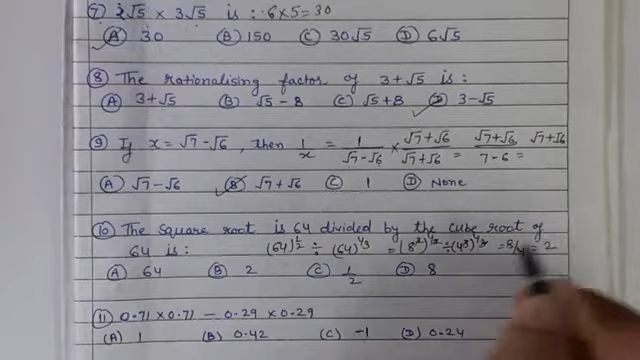 ⑦ 2√5 × 3√5 is : 6×5=30
Ⓐ 30 Ⓑ 150 Ⓒ 30√5 Ⓓ 6√5
⑧ The rationalising factor of 3+√5 is :
Ⓐ 3+√5 Ⓑ √5-8 Ⓒ √5+8 Ⓓ 3-√5
⑨ If x = √7-√6, then 1/x = 1/(√7-√6) × (√7+√6)/(√7+√6) = (√7+√6)/(7-6) = √7+√6
Ⓐ √7-√6 Ⓑ √7+√6 Ⓒ 1 Ⓓ None
⑩ The square root is 64 divided by the cube root of
64 is : (64)^1/2 ÷ (64)^1/3 = (8²)^1/2 ÷ (4³)^1/3 = 8/4 = 2
Ⓐ 64 Ⓑ 2 Ⓒ 1/2 Ⓓ 8
⑪ 0.71 × 0.71 - 0.29 × 0.29
(A) 1 (B) 0.42 (C) -1 (D) 0.24